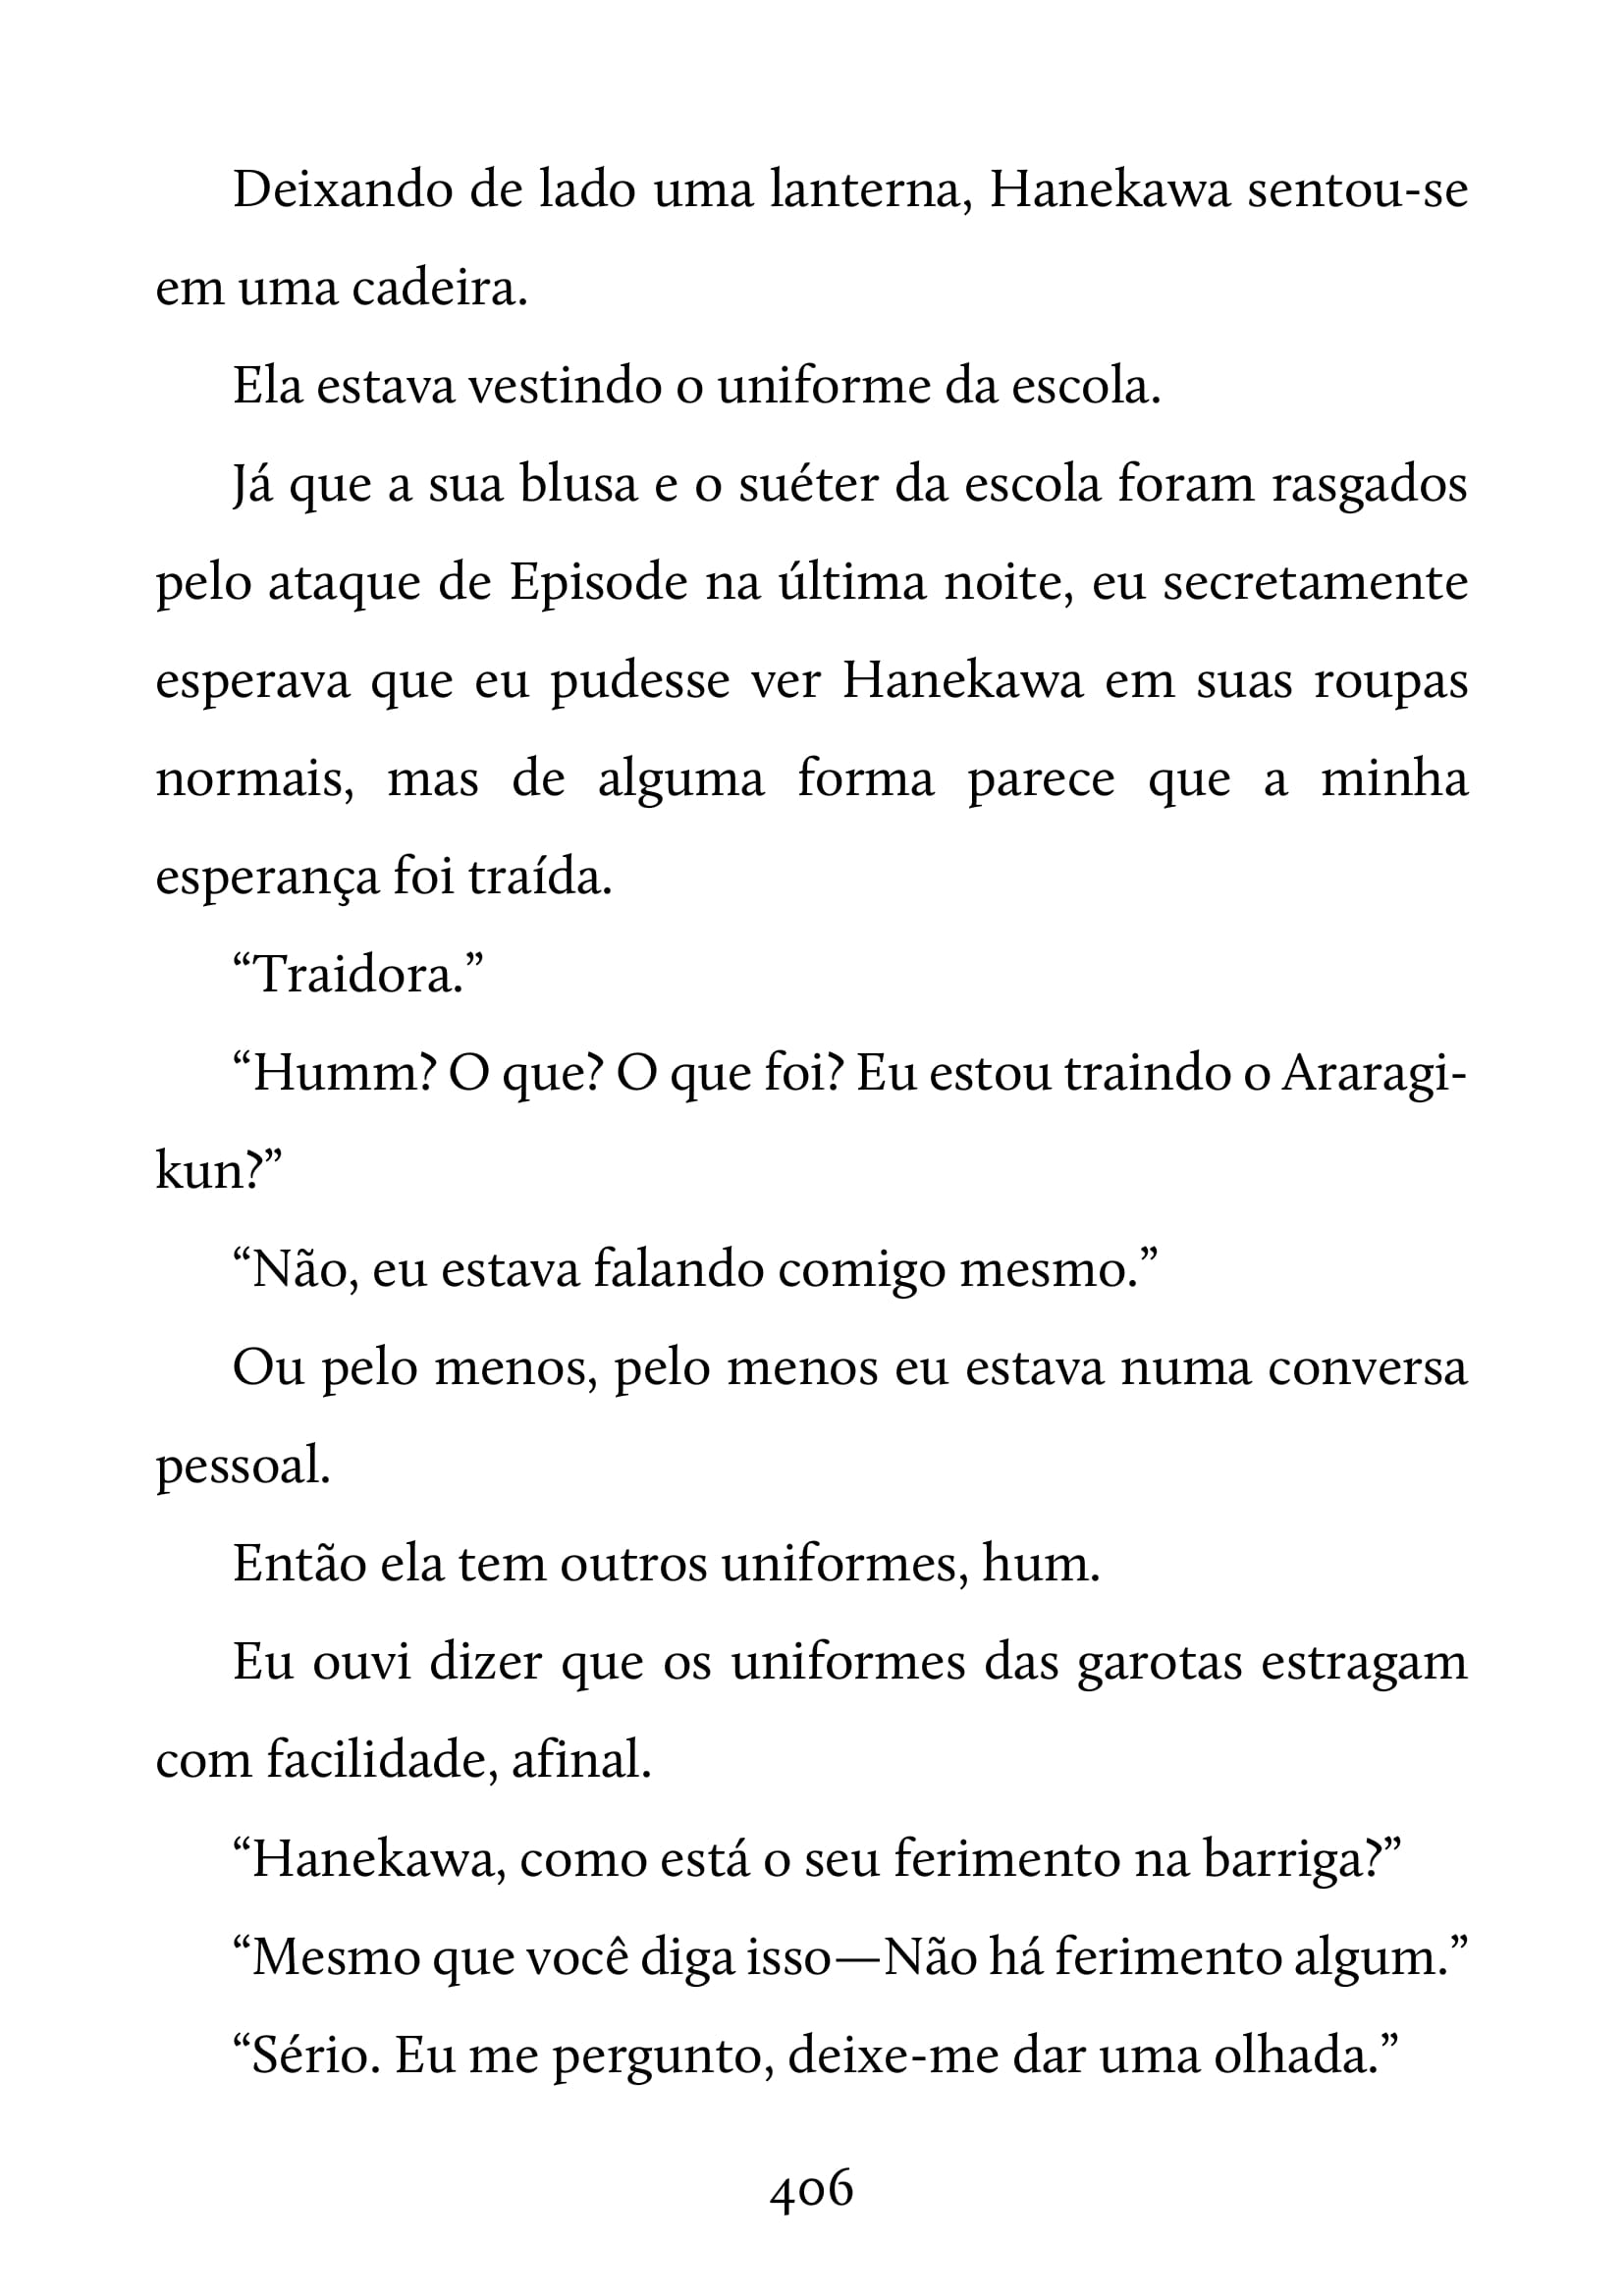 Deixando de lado uma lanterna, Hanekawa sentou-se
em uma cadeira.
Ela estava vestindo o uniforme da escola.
Já que a sua blusa e o suéter da escola foram rasgados
pelo ataque de Episode na última noite, eu secretamente
esperava que eu pudesse ver Hanekawa em suas roupas
normais, mas de alguma forma parece que a minha
esperança foi traída.
“Traidora.”
“Humm? O que? O que foi? Eu estou traindo o Araragi-
kun?”
“Não, eu estava falando comigo mesmo.”
Ou pelo menos, pelo menos eu estava numa conversa
pessoal.
Então ela tem outros uniformes, hum.
Eu ouvi dizer que os uniformes das garotas estragam
com facilidade, afinal.
“Hanekawa, como está o seu ferimento na barriga?”
“Mesmo que você diga isso—Não há ferimento algum.”
“Sério. Eu me pergunto, deixe-me dar uma olhada.”
406